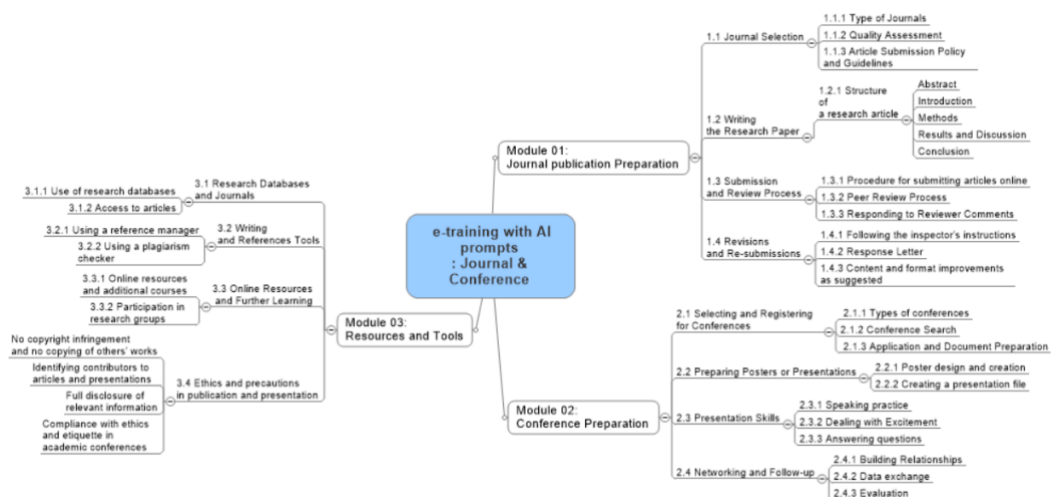 e-training with AI
prompts
: Journal &
Conference
Module 01:
Journal publication Preparation
1.1 Journal Selection
1.1.1 Type of Journals
1.1.2 Quality Assessment
1.1.3 Article Submission Policy
and Guidelines
1.2 Writing
the Research Paper
1.2.1 Structure
of
a research article
Abstract
Introduction
Methods
Results and Discussion
Conclusion
1.3 Submission
and Review Process
1.3.1 Procedure for submitting articles online
1.3.2 Peer Review Process
1.3.3 Responding to Reviewer Comments
1.4 Revisions
and Re-submissions
1.4.1 Following the inspector's instructions
1.4.2 Response Letter
1.4.3 Content and format improvements
as suggested
Module 02:
Conference Preparation
2.1 Selecting and Registering
for Conferences
2.1.1 Types of conferences
2.1.2 Conference Search
2.1.3 Application and Document Preparation
2.2 Preparing Posters or Presentations
2.2.1 Poster design and creation
2.2.2 Creating a presentation file
2.3 Presentation Skills
2.3.1 Speaking practice
2.3.2 Dealing with Excitement
2.3.3 Answering questions
2.4 Networking and Follow-up
2.4.1 Building Relationships
2.4.2 Data exchange
2.4.3 Evaluation
Module 03:
Resources and Tools
3.1 Research Databases
and Journals
3.1.1 Use of research databases
3.1.2 Access to articles
3.2 Writing
and References Tools
3.2.1 Using a reference manager
3.2.2 Using a plagiarism
checker
3.3 Online Resources
and Further Learning
3.3.1 Online resources
and additional courses
3.3.2 Participation in
research groups
3.4 Ethics and precautions
in publication and presentation
No copyright infringement
and no copying of others' works
Identifying contributors to
articles and presentations
Full disclosure of
relevant information
Compliance with ethics
and etiquette in
academic conferences